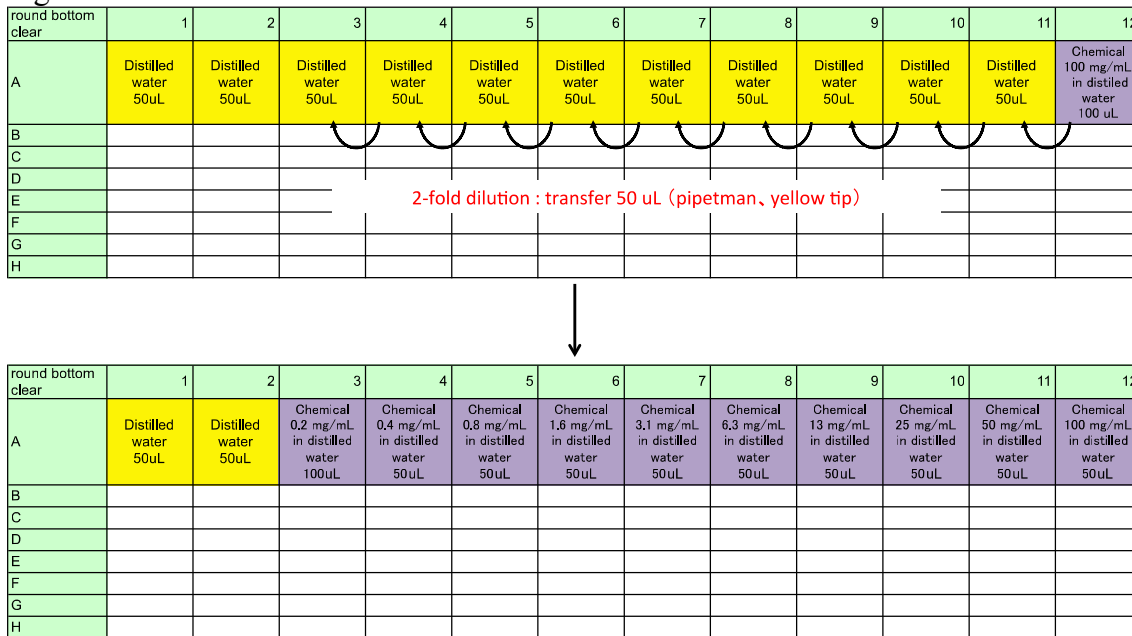 round bottom clear 1 2 3 4 5 6 7 8 9 10 11 12
A
Distilled water 50uL
Distilled water 50uL
Distilled water 50uL
Distilled water 50uL
Distilled water 50uL
Distilled water 50uL
Distilled water 50uL
Distilled water 50uL
Distilled water 50uL
Distilled water 50uL
Distilled water 50uL
Chemical 100 mg/mL in distiled water 100 uL
B
C
D
E
F
G
H
2-fold dilution : transfer 50 uL (pipetman、yellow tip)
round bottom clear 1 2 3 4 5 6 7 8 9 10 11 12
A
Distilled water 50uL
Distilled water 50uL
Chemical 0.2 mg/mL in distilled water 100uL
Chemical 0.4 mg/mL in distilled water 50uL
Chemical 0.8 mg/mL in distilled water 50uL
Chemical 1.6 mg/mL in distilled water 50uL
Chemical 3.1 mg/mL in distilled water 50uL
Chemical 6.3 mg/mL in distilled water 50uL
Chemical 13 mg/mL in distilled water 50uL
Chemical 25 mg/mL in distilled water 50uL
Chemical 50 mg/mL in distilled water 50uL
Chemical 100 mg/mL in distilled water 50uL
B
C
D
E
F
G
H